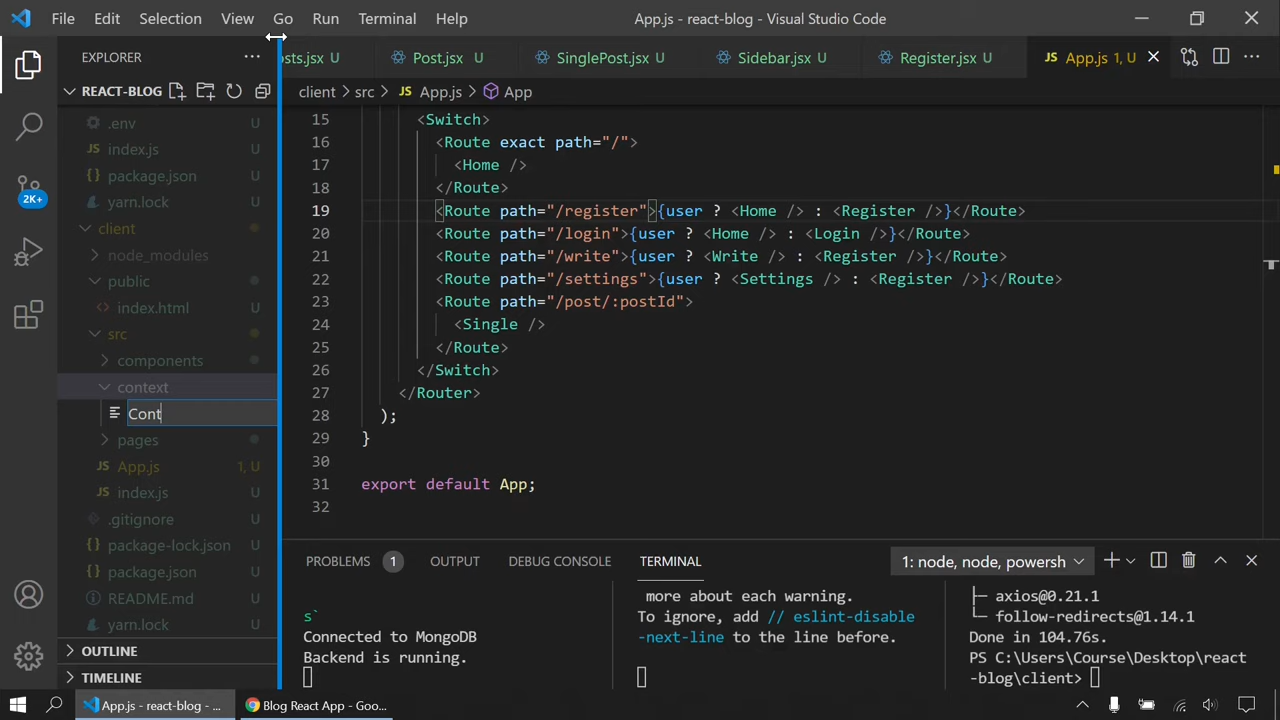 File Edit Selection View Go Run Terminal Help App.js - react-blog - Visual Studio Code
EXPLORER
REACT-BLOG
.env U
index.js U
package.json U
yarn.lock U
client
node_modules
public
index.html U
src
components
context
Cont
pages
App.js 1, U
index.js U
.gitignore U
package-lock.json U
package.json U
README.md U
yarn.lock U
OUTLINE
TIMELINE
2K+
osts.jsx U Post.jsx U SinglePost.jsx U Sidebar.jsx U Register.jsx U App.js 1, U
client > src > App.js > App
15 <Switch>
16 <Route exact path="/">
17 <Home />
18 </Route>
19 <Route path="/register">{user ? <Home /> : <Register />}</Route>
20 <Route path="/login">{user ? <Home /> : <Login />}</Route>
21 <Route path="/write">{user ? <Write /> : <Register />}</Route>
22 <Route path="/settings">{user ? <Settings /> : <Register />}</Route>
23 <Route path="/post/:postId">
24 <Single />
25 </Route>
26 </Switch>
27 </Router>
28 );
29 }
30
31 export default App;
32
PROBLEMS 1 OUTPUT DEBUG CONSOLE TERMINAL 1: node, node, powersh
s`
Connected to MongoDB
Backend is running.
more about each warning.
To ignore, add // eslint-disable
-next-line to the line before.
├─ axios@0.21.1
└─ follow-redirects@1.14.1
Done in 104.76s.
PS C:\Users\Course\Desktop\react
-blog\client>
App.js - react-blog - ... Blog React App - Goo...